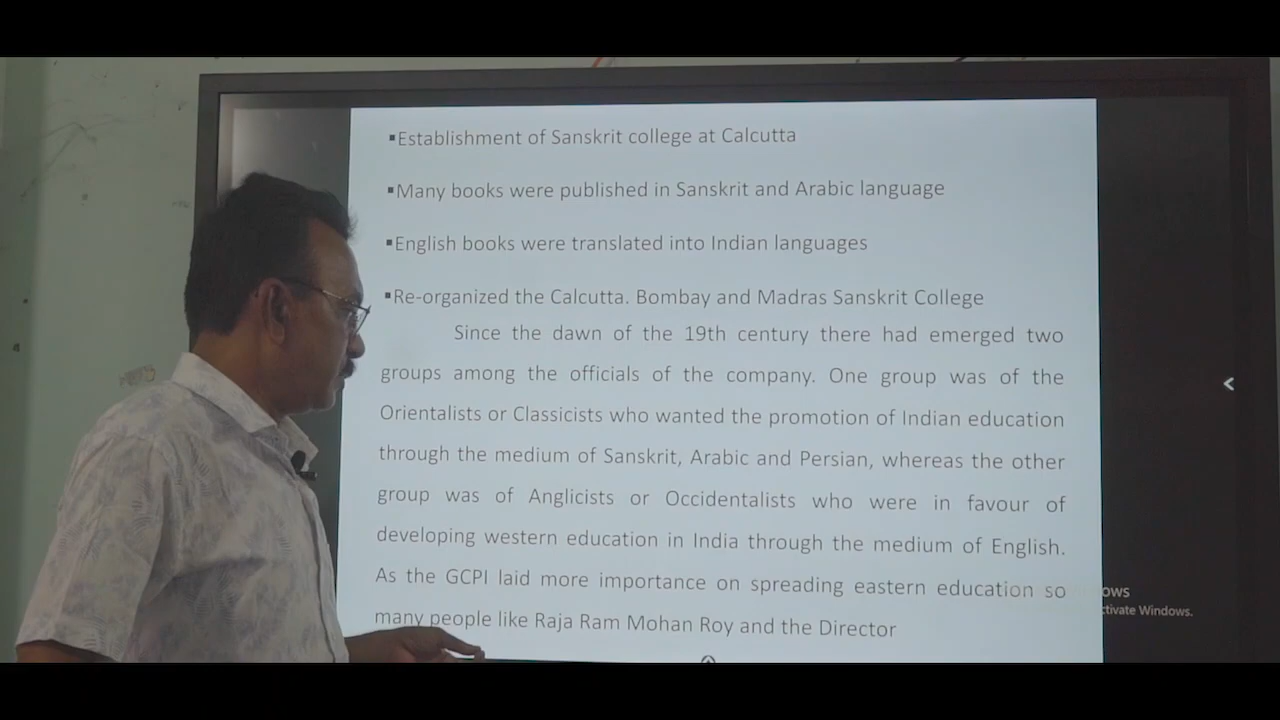 ▪Establishment of Sanskrit college at Calcutta
▪Many books were published in Sanskrit and Arabic language
▪English books were translated into Indian languages
▪Re-organized the Calcutta. Bombay and Madras Sanskrit College
Since the dawn of the 19th century there had emerged two
groups among the officials of the company. One group was of the
Orientalists or Classicists who wanted the promotion of Indian education
through the medium of Sanskrit, Arabic and Persian, whereas the other
group was of Anglicists or Occidentalists who were in favour of
developing western education in India through the medium of English.
As the GCPI laid more importance on spreading eastern education so
many people like Raja Ram Mohan Roy and the Director
ows
ctivate Windows.